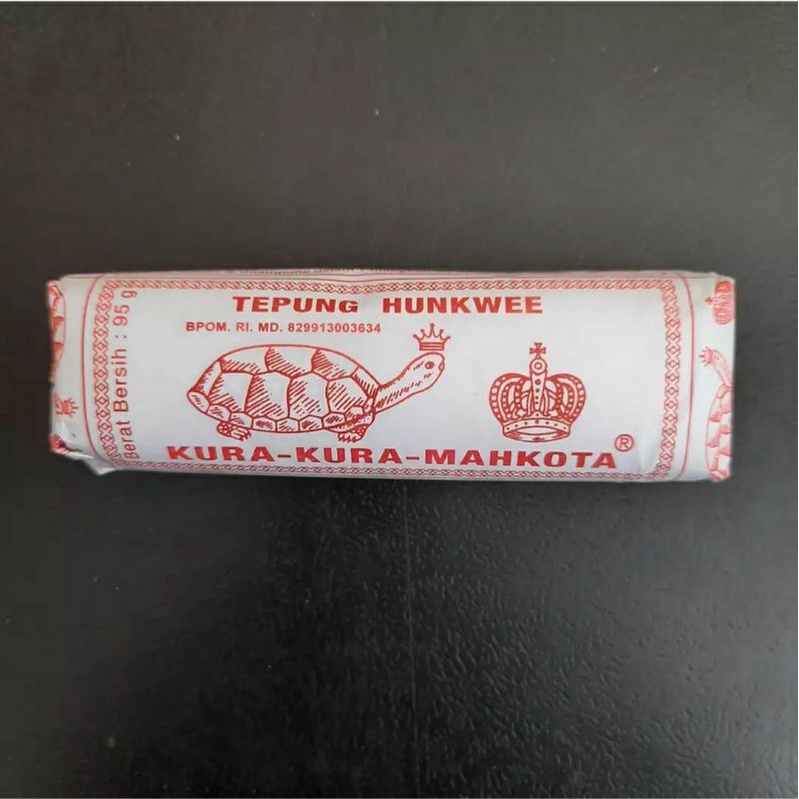 TEPUNG HUNKWEE
BPOM. RI. MD. 829913003634
KURA-KURA-MAHKOTA®
Berat Bersih : 95 g